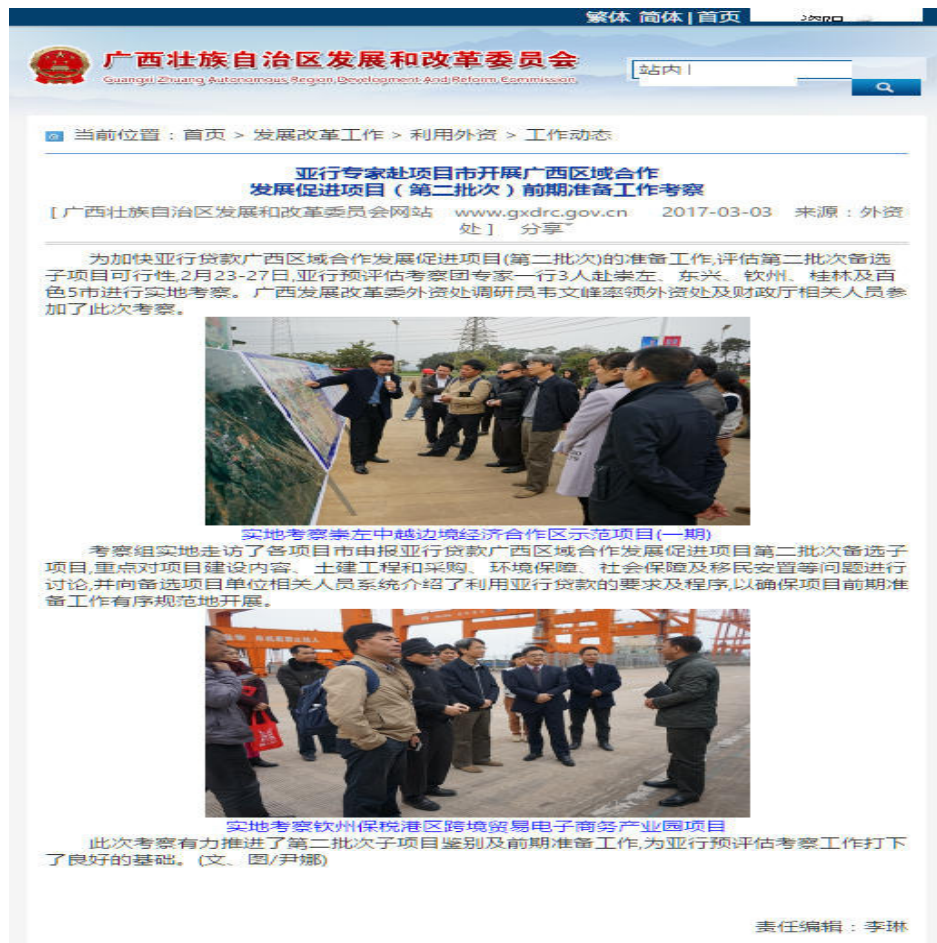 繁体 简体 | 首页
广西壮族自治区发展和改革委员会
Guangxi Zhuang Autonomous Region Development And Reform Commission
站内
当前位置：首页 > 发展改革工作 > 利用外资 > 工作动态
亚行专家赴项目市开展广西区域合作
发展促进项目（第二批次）前期准备工作考察
[ 广西壮族自治区发展和改革委员会网站 www.gxdrc.gov.cn 2017-03-03 来源：外资
处 ] 分享
为加快亚行贷款广西区域合作发展促进项目(第二批次)的准备工作,评估第二批次备选
子项目可行性,2月23-27日,亚行预评估考察团专家一行3人赴崇左、东兴、钦州、桂林及百
色5市进行实地考察。广西发展改革委外资处调研员韦文峰率领外资处及财政厅相关人员参
加了此次考察。
实地考察崇左中越边境经济合作区示范项目(一期)
考察组实地走访了各项目市申报亚行贷款广西区域合作发展促进项目第二批次备选子
项目,重点对项目建设内容、土建工程和采购、环境保障、社会保障及移民安置等问题进行
讨论,并向备选项目单位相关人员系统介绍了利用亚行贷款的要求及程序,以确保项目前期准
备工作有序规范地开展。
实地考察钦州保税港区跨境贸易电子商务产业园项目
此次考察有力推进了第二批次子项目鉴别及前期准备工作,为亚行预评估考察工作打下
了良好的基础。(文、图/尹娜)
责任编辑：李琳